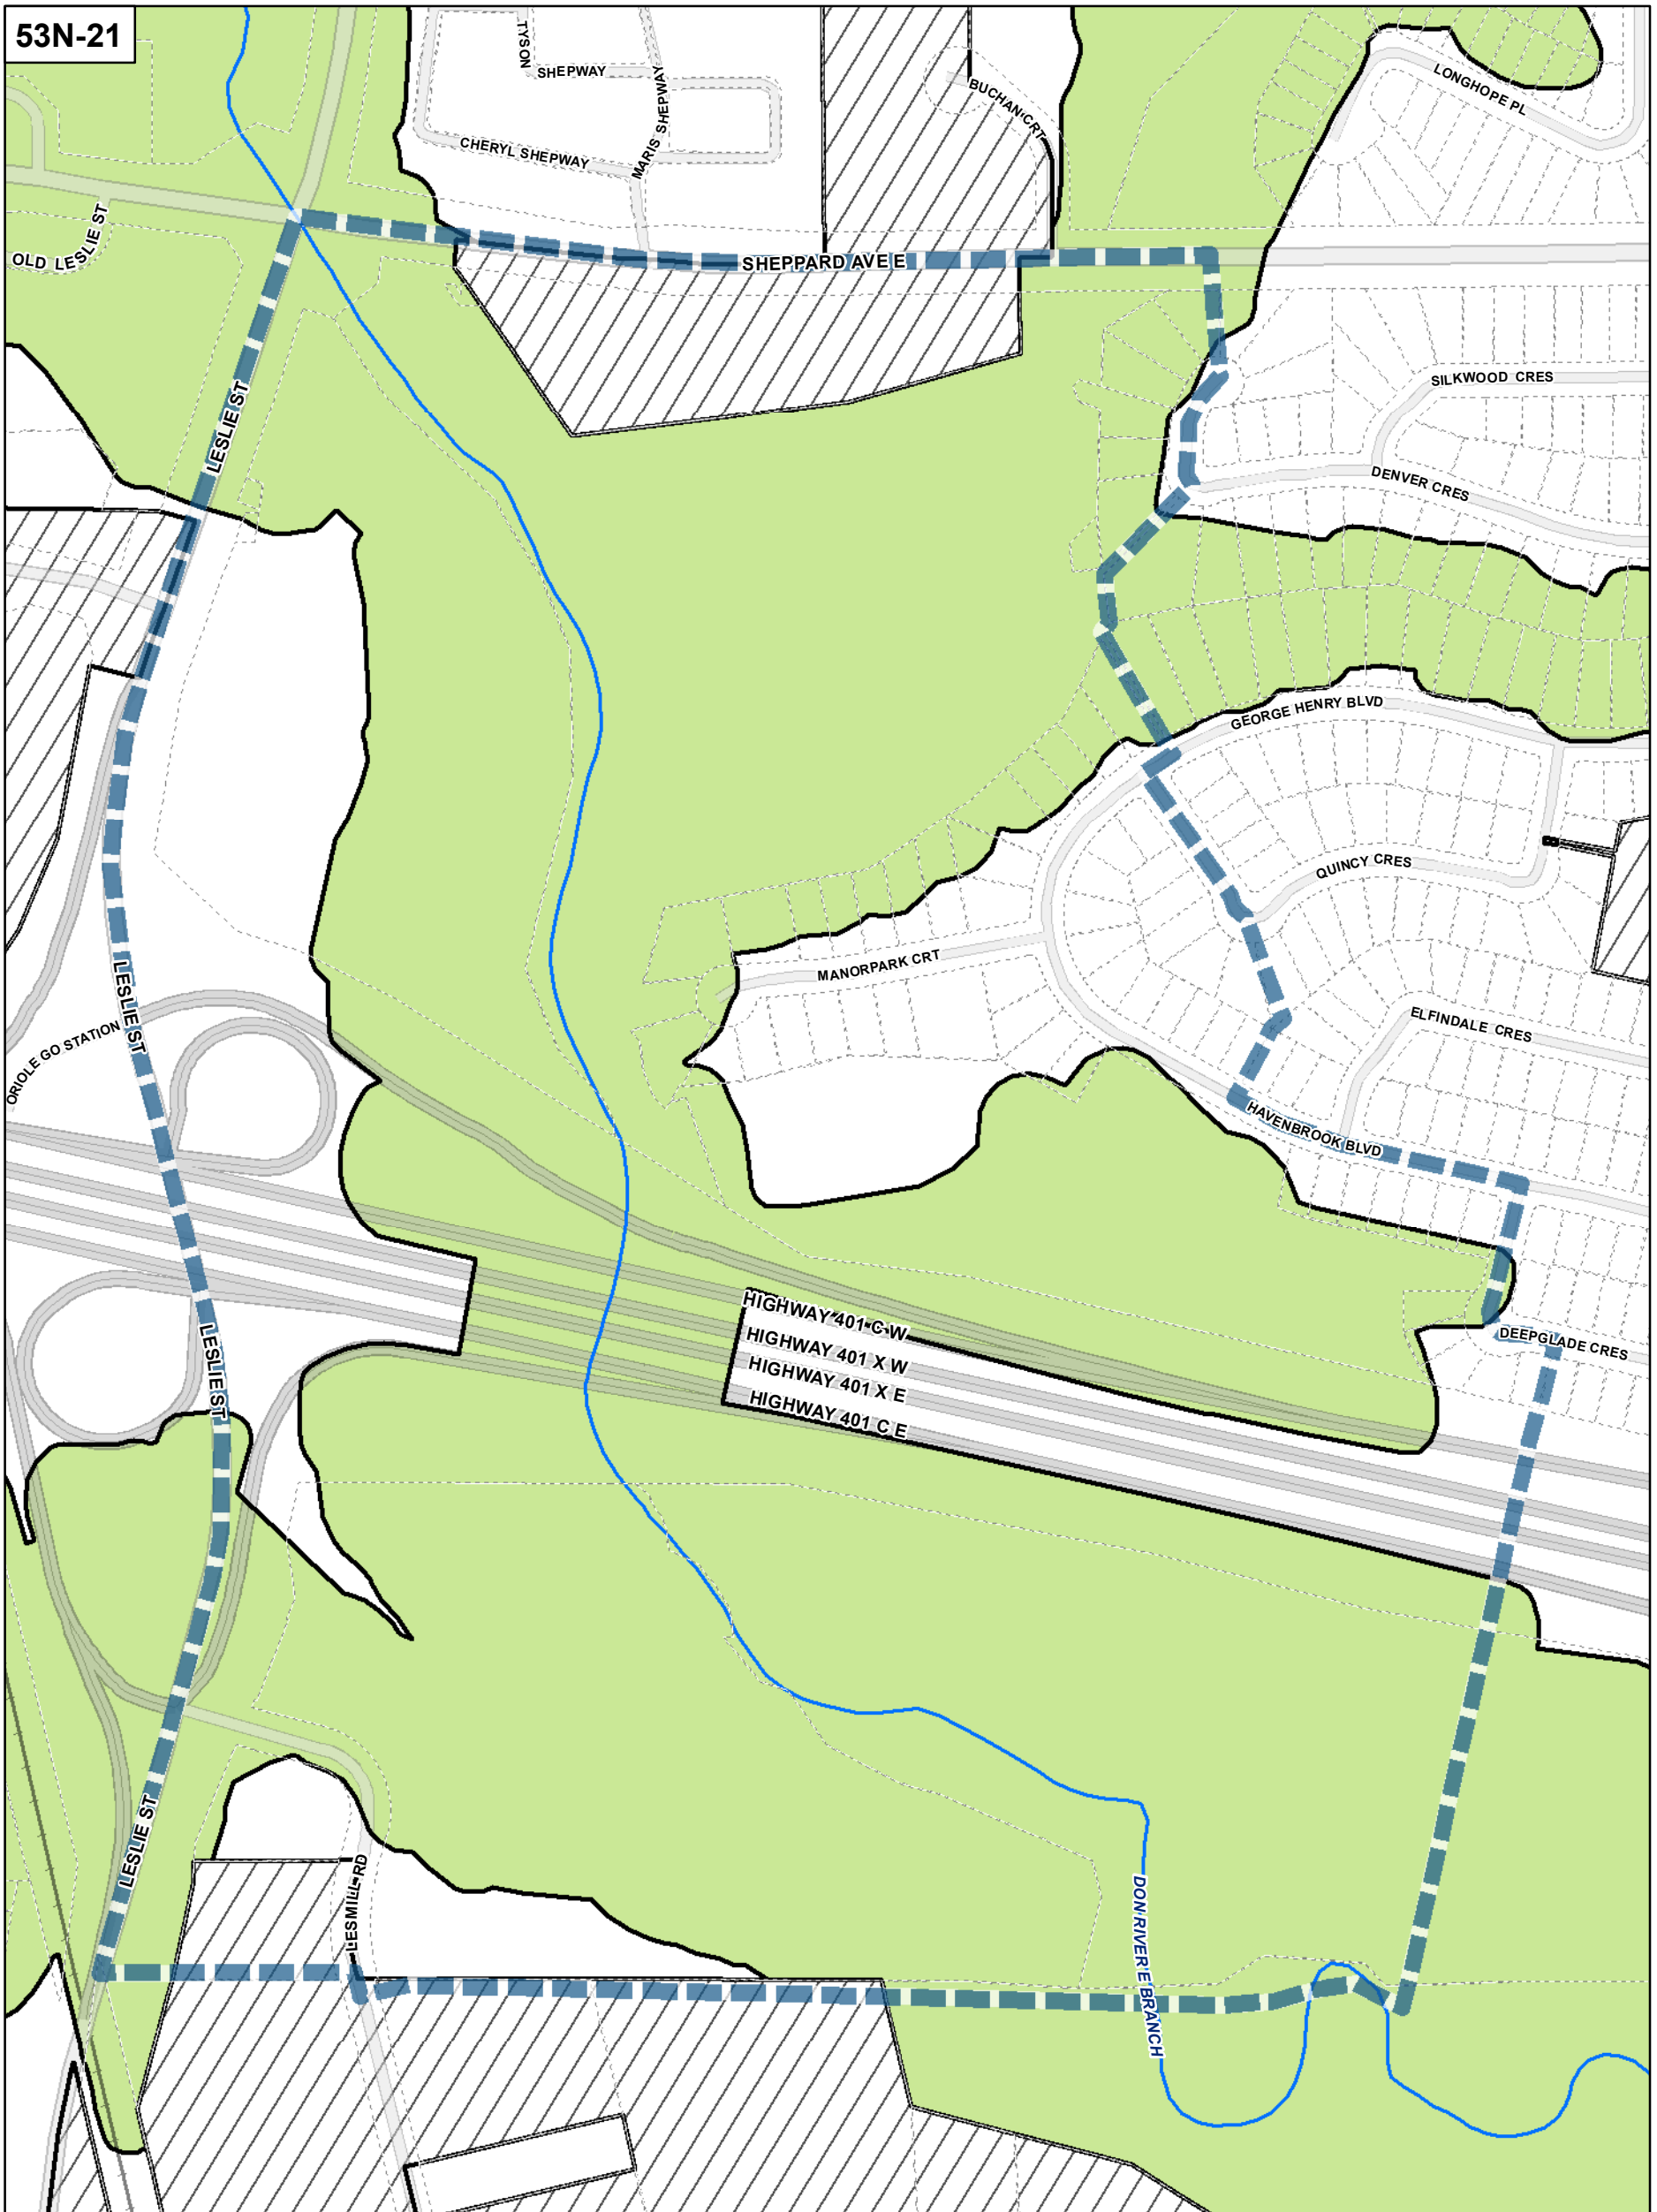 53N-21
TYSON
SHEPWAY
MARIS SHEPWAY
CHERYL SHEPWAY
BUCHAN CRT
LONGHOPE PL
OLD LESLIE ST
SHEPPARD AVE E
SILKWOOD CRES
LESLIE ST
DENVER CRES
GEORGE HENRY BLVD
QUINCY CRES
MANORPARK CRT
LESLIE ST
ORIOLE GO STATION
ELFINDALE CRES
HAVENBROOK BLVD
HIGHWAY 401 C W
HIGHWAY 401 X W
HIGHWAY 401 X E
HIGHWAY 401 C E
LESLIE ST
DEEPGLADE CRES
LESLIE ST
LESMILL RD
DON RIVER E BRANCH